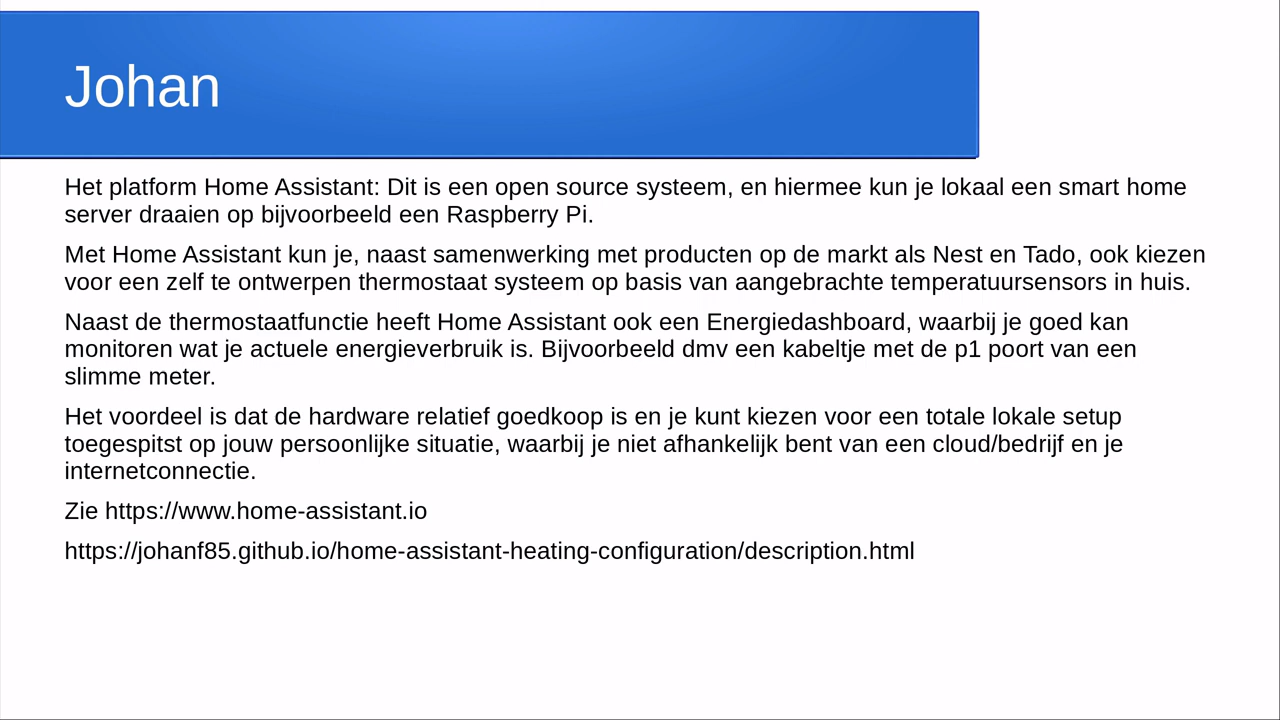 Johan
Het platform Home Assistant: Dit is een open source systeem, en hiermee kun je lokaal een smart home
server draaien op bijvoorbeeld een Raspberry Pi.
Met Home Assistant kun je, naast samenwerking met producten op de markt als Nest en Tado, ook kiezen
voor een zelf te ontwerpen thermostaat systeem op basis van aangebrachte temperatuursensors in huis.
Naast de thermostaatfunctie heeft Home Assistant ook een Energiedashboard, waarbij je goed kan
monitoren wat je actuele energieverbruik is. Bijvoorbeeld dmv een kabeltje met de p1 poort van een
slimme meter.
Het voordeel is dat de hardware relatief goedkoop is en je kunt kiezen voor een totale lokale setup
toegespitst op jouw persoonlijke situatie, waarbij je niet afhankelijk bent van een cloud/bedrijf en je
internetconnectie.
Zie https://www.home-assistant.io
https://johanf85.github.io/home-assistant-heating-configuration/description.html